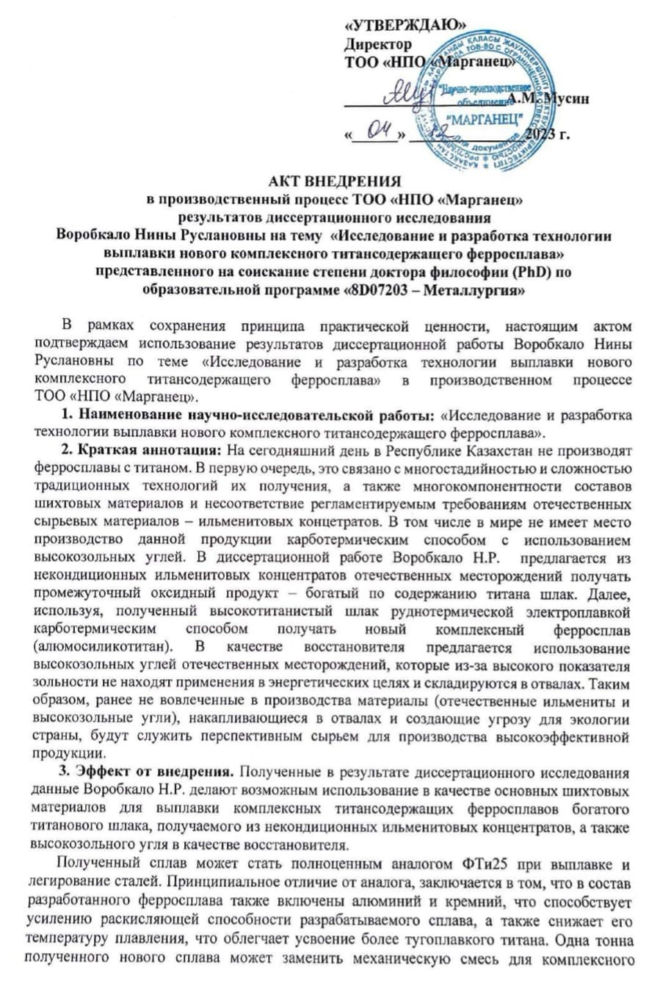 «УТВЕРЖДАЮ»
Директор
ТОО «НПО «Марганец»
А.М. Мусин
«04» 12 2023 г.
"Научно-производственное
объединение
"МАРГАНЕЦ"
Для документов
АКТ ВНЕДРЕНИЯ
в производственный процесс ТОО «НПО «Марганец»
результатов диссертационного исследования
Воробкало Нины Руслановны на тему «Исследование и разработка технологии
выплавки нового комплексного титансодержащего ферросплава»
представленного на соискание степени доктора философии (PhD) по
образовательной программе «8D07203 – Металлургия»
В рамках сохранения принципа практической ценности, настоящим актом
подтверждаем использование результатов диссертационной работы Воробкало Нины
Руслановны по теме «Исследование и разработка технологии выплавки нового
комплексного титансодержащего ферросплава» в производственном процессе
ТОО «НПО «Марганец».
1. Наименование научно-исследовательской работы: «Исследование и разработка
технологии выплавки нового комплексного титансодержащего ферросплава».
2. Краткая аннотация: На сегодняшний день в Республике Казахстан не производят
ферросплавы с титаном. В первую очередь, это связано с многостадийностью и сложностью
традиционных технологий их получения, а также многокомпонентности составов
шихтовых материалов и несоответствие регламентируемым требованиям отечественных
сырьевых материалов – ильменитовых концетратов. В том числе в мире не имеет место
производство данной продукции карботермическим способом с использованием
высокозольных углей. В диссертационной работе Воробкало Н.Р. предлагается из
некондиционных ильменитовых концентратов отечественных месторождений получать
промежуточный оксидный продукт – богатый по содержанию титана шлак. Далее,
используя, полученный высокотитанистый шлак руднотермической электроплавкой
карботермическим способом получать новый комплексный ферросплав
(алюмосиликотитан). В качестве восстановителя предлагается использование
высокозольных углей отечественных месторождений, которые из-за высокого показателя
зольности не находят применения в энергетических целях и складируются в отвалах. Таким
образом, ранее не вовлеченные в производства материалы (отечественные ильмениты и
высокозольные угли), накапливающиеся в отвалах и создающие угрозу для экологии
страны, будут служить перспективным сырьем для производства высокоэффективной
продукции.
3. Эффект от внедрения. Полученные в результате диссертационного исследования
данные Воробкало Н.Р. делают возможным использование в качестве основных шихтовых
материалов для выплавки комплексных титансодержащих ферросплавов богатого
титанового шлака, получаемого из некондиционных ильменитовых концентратов, а также
высокозольного угля в качестве восстановителя.
Полученный сплав может стать полноценным аналогом ФТи25 при выплавке и
легирование сталей. Принципиальное отличие от аналога, заключается в том, что в состав
разработанного ферросплава также включены алюминий и кремний, что способствует
усилению раскисляющей способности разрабатываемого сплава, а также снижает его
температуру плавления, что облегчает усвоение более тугоплавкого титана. Одна тонна
полученного нового сплава может заменить механическую смесь для комплексного